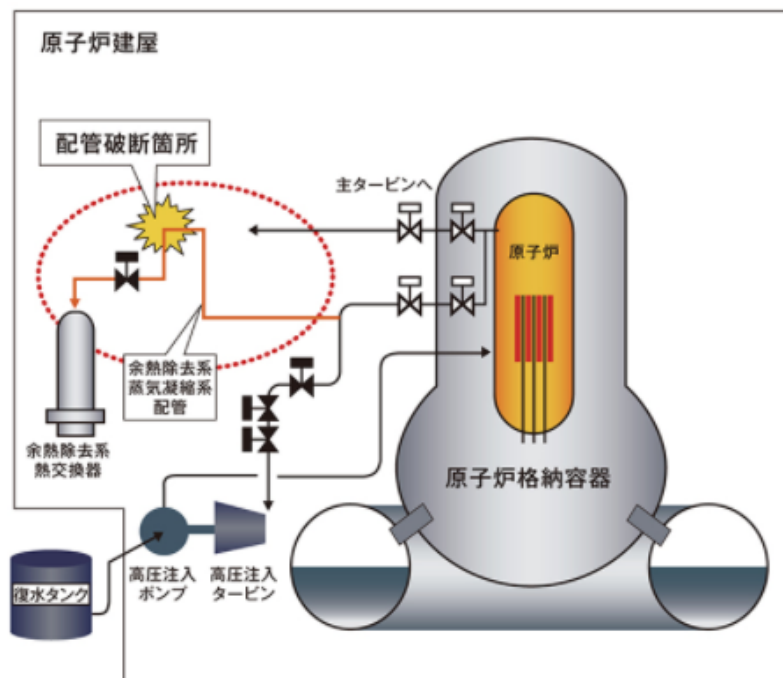 原子炉建屋
配管破断箇所
主タービンへ
原子炉
余熱除去系
蒸気凝縮系
配管
余熱除去系
熱交換器
原子炉格納容器
復水タンク
高圧注入
ポンプ
高圧注入
タービン